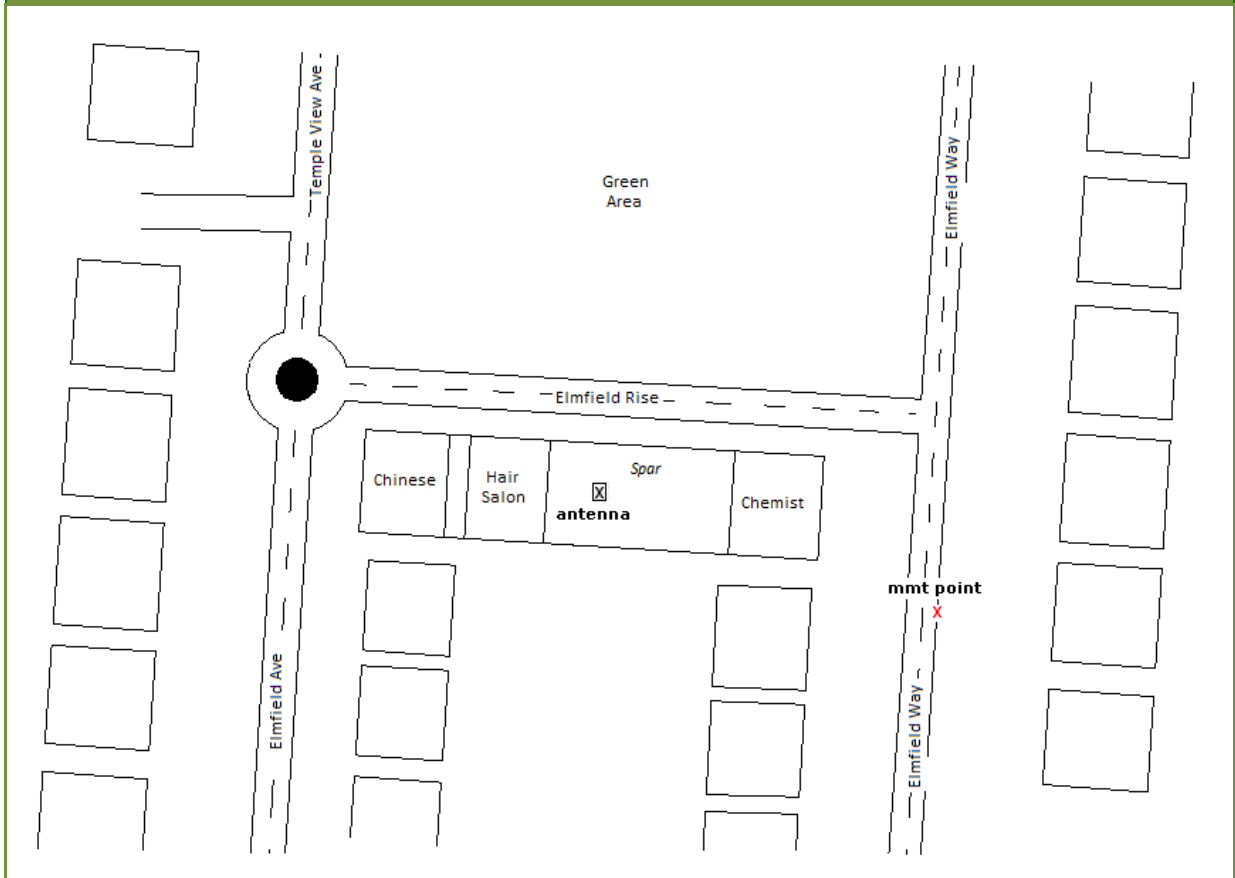 Temple View Ave
Elmfield Way
Green
Area
Elmfield Rise
Chinese
Hair
Salon
Spar
X
antenna
Chemist
mmt point
X
Elmfield Ave
Elmfield Way